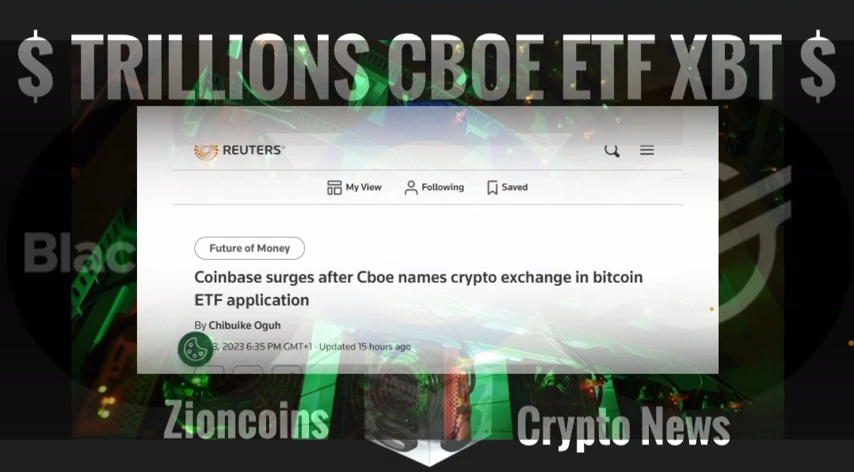 $ TRILLIONS CBOE ETF XBT $
REUTERS®
My View Following Saved
Blac
Future of Money
Coinbase surges after Cboe names crypto exchange in bitcoin
ETF application
By Chibuike Oguh
3, 2023 6:35 PM GMT+1 · Updated 15 hours ago
Zioncoins
Crypto News